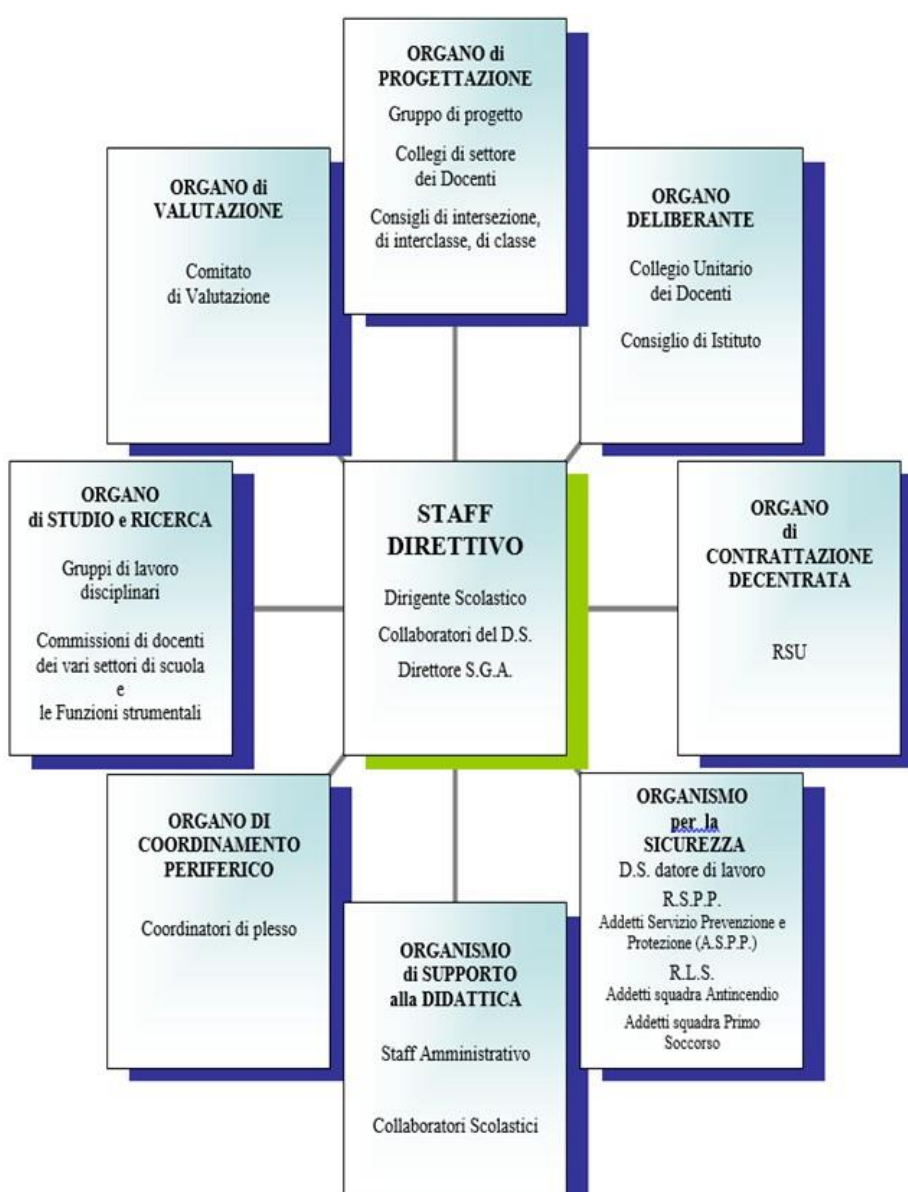 ORGANO di
PROGETTAZIONE
Gruppo di progetto
Collegi di settore
dei Docenti
Consigli di intersezione,
di interclasse, di classe
ORGANO di
VALUTAZIONE
Comitato
di Valutazione
ORGANO
DELIBERANTE
Collegio Unitario
dei Docenti
Consiglio di Istituto
ORGANO
di STUDIO e RICERCA
Gruppi di lavoro
disciplinari
Commissioni di docenti
dei vari settori di scuola
e
le Funzioni strumentali
STAFF
DIRETTIVO
Dirigente Scolastico
Collaboratori del D.S.
Direttore S.G.A.
ORGANO
di
CONTRATTAZIONE
DECENTRATA
RSU
ORGANO DI
COORDINAMENTO
PERIFERICO
Coordinatori di plesso
ORGANISMO
di SUPPORTO
alla DIDATTICA
Staff Amministrativo
Collaboratori Scolastici
ORGANISMO
per la
SICUREZZA
D.S. datore di lavoro
R.S.P.P.
Addetti Servizio Prevenzione e
Protezione (A.S.P.P.)
R.L.S.
Addetti squadra Antincendio
Addetti squadra Primo
Soccorso